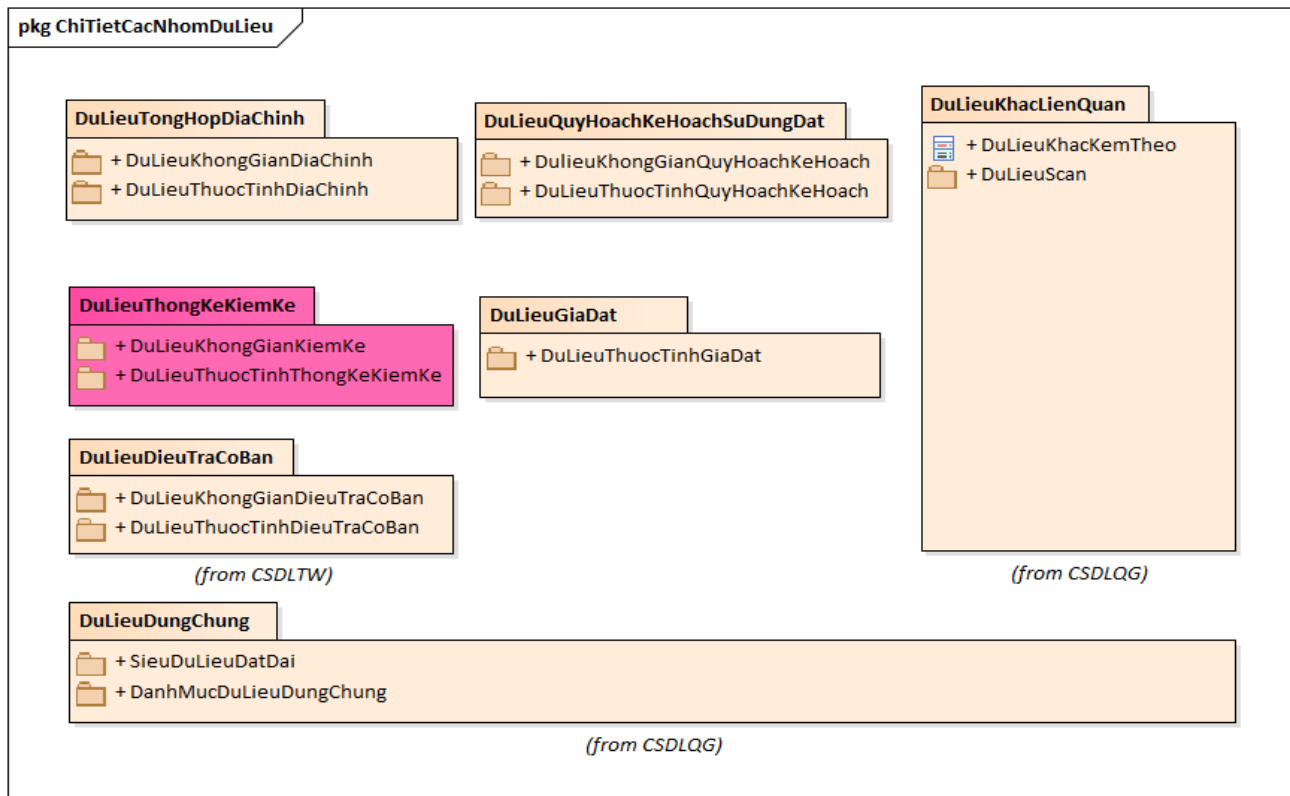 pkg ChiTietCacNhomDuLieu
DuLieuTongHopDiaChinh
+ DuLieuKhongGianDiaChinh
+ DuLieuThuocTinhDiaChinh
DuLieuQuyHoachKeHoachSuDungDat
+ DulieuKhongGianQuyHoachKeHoach
+ DuLieuThuocTinhQuyHoachKeHoach
DuLieuKhacLienQuan
+ DuLieuKhacKemTheo
+ DuLieuScan
DuLieuThongKeKiemKe
+ DuLieuKhongGianKiemKe
+ DuLieuThuocTinhThongKeKiemKe
DuLieuGiaDat
+ DuLieuThuocTinhGiaDat
DuLieuDieuTraCoBan
+ DuLieuKhongGianDieuTraCoBan
+ DuLieuThuocTinhDieuTraCoBan
(from CSDLTW)
(from CSDLQG)
DuLieuDungChung
+ SieuDuLieuDatDai
+ DanhMucDuLieuDungChung
(from CSDLQG)